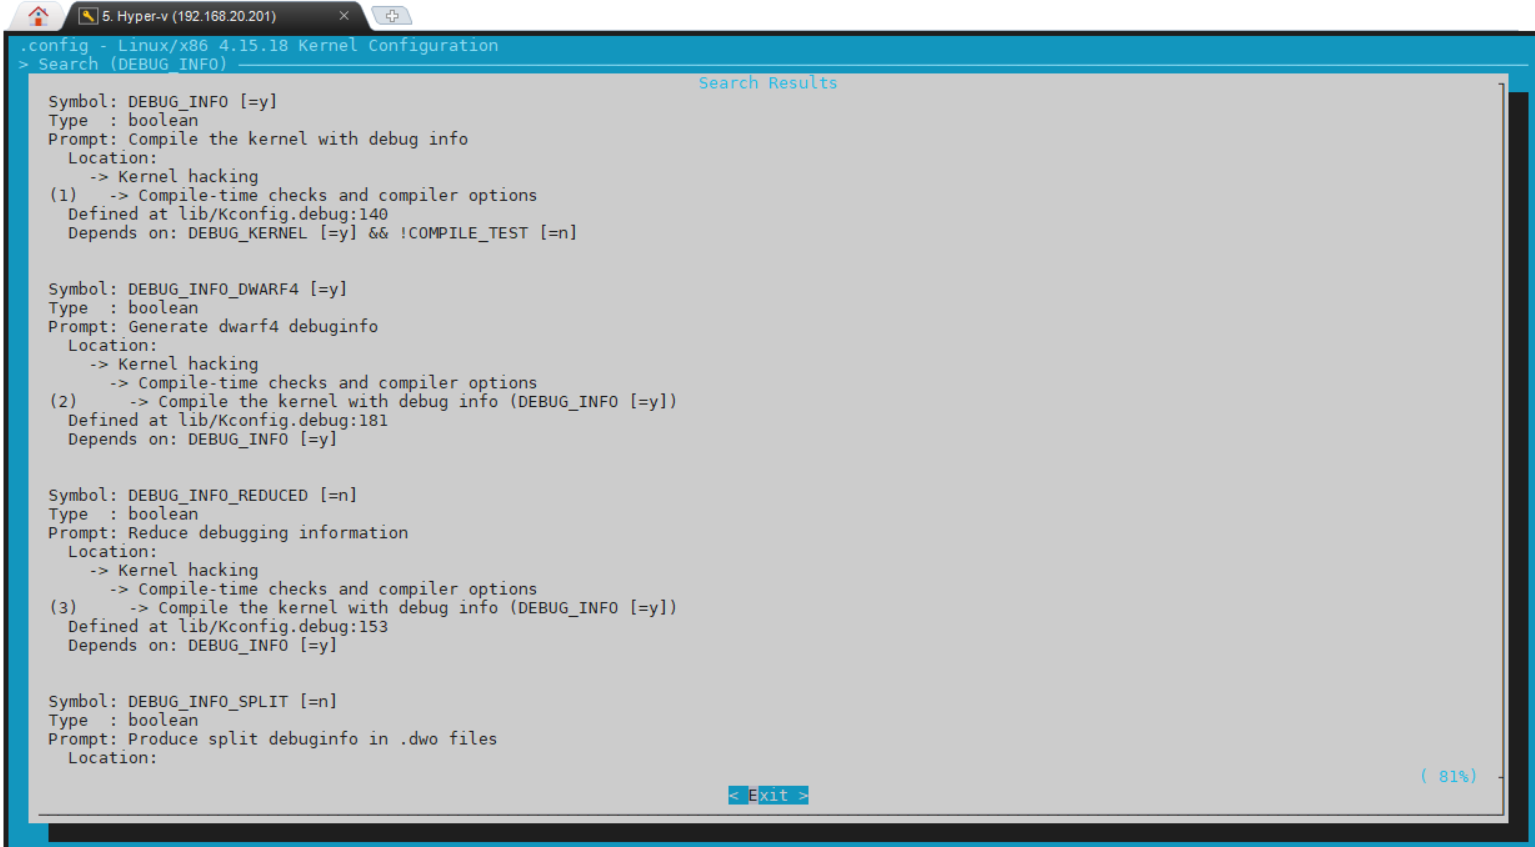 5. Hyper-v (192.168.20.201)
.config - Linux/x86 4.15.18 Kernel Configuration
> Search (DEBUG_INFO)
Search Results
Symbol: DEBUG_INFO [=y]
Type  : boolean
Prompt: Compile the kernel with debug info
  Location:
    -> Kernel hacking
(1)   -> Compile-time checks and compiler options
  Defined at lib/Kconfig.debug:140
  Depends on: DEBUG_KERNEL [=y] && !COMPILE_TEST [=n]
Symbol: DEBUG_INFO_DWARF4 [=y]
Type  : boolean
Prompt: Generate dwarf4 debuginfo
  Location:
    -> Kernel hacking
      -> Compile-time checks and compiler options
(2)     -> Compile the kernel with debug info (DEBUG_INFO [=y])
  Defined at lib/Kconfig.debug:181
  Depends on: DEBUG_INFO [=y]
Symbol: DEBUG_INFO_REDUCED [=n]
Type  : boolean
Prompt: Reduce debugging information
  Location:
    -> Kernel hacking
      -> Compile-time checks and compiler options
(3)     -> Compile the kernel with debug info (DEBUG_INFO [=y])
  Defined at lib/Kconfig.debug:153
  Depends on: DEBUG_INFO [=y]
Symbol: DEBUG_INFO_SPLIT [=n]
Type  : boolean
Prompt: Produce split debuginfo in .dwo files
  Location:
( 81%)
< Exit >